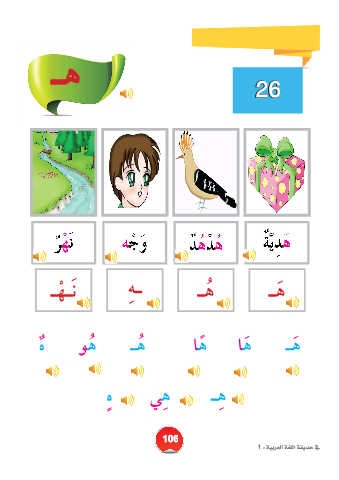 هـ
26
هَدِيَّةٌ هُدْهُدٌ وَجْه نَهْرٌ
هَـ هُـ ـهِ نَـهْـ
هَـ هَا هًا هُـ هُو هٌ
هِـ هِي هٍ
106
في حديقة اللغة العربية - 1